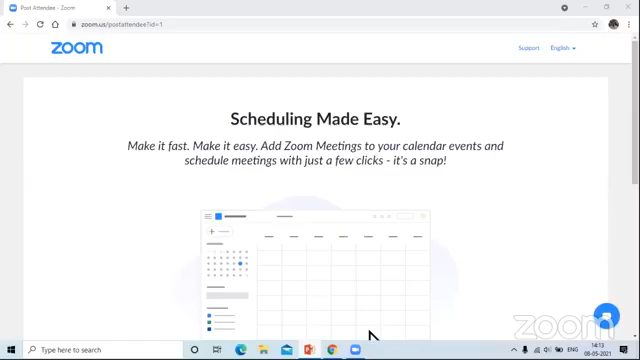 Post Attendee - Zoom
zoom.us/postattendee?id=1
zoom
Support
English
Scheduling Made Easy.
Make it fast. Make it easy. Add Zoom Meetings to your calendar events and
schedule meetings with just a few clicks - it's a snap!
zoom
Type here to search
ENG
14:13
08-05-2021